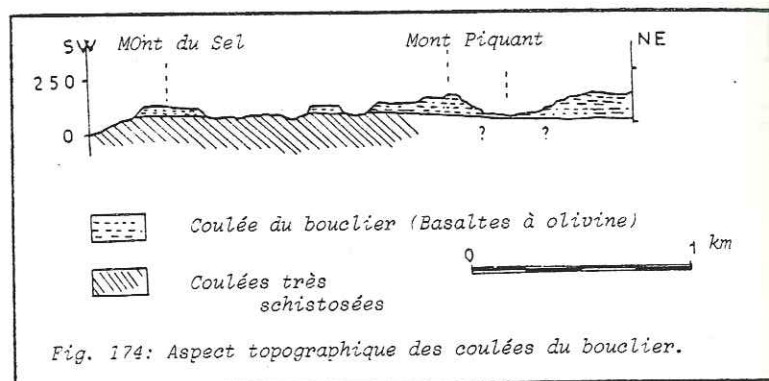 SW MOnt du Sel Mont Piquant NE
250
0
? ?
Coulée du bouclier (Basaltes à olivine)
0 1 km
Coulées très
schistosées
Fig. 174: Aspect topographique des coulées du bouclier.